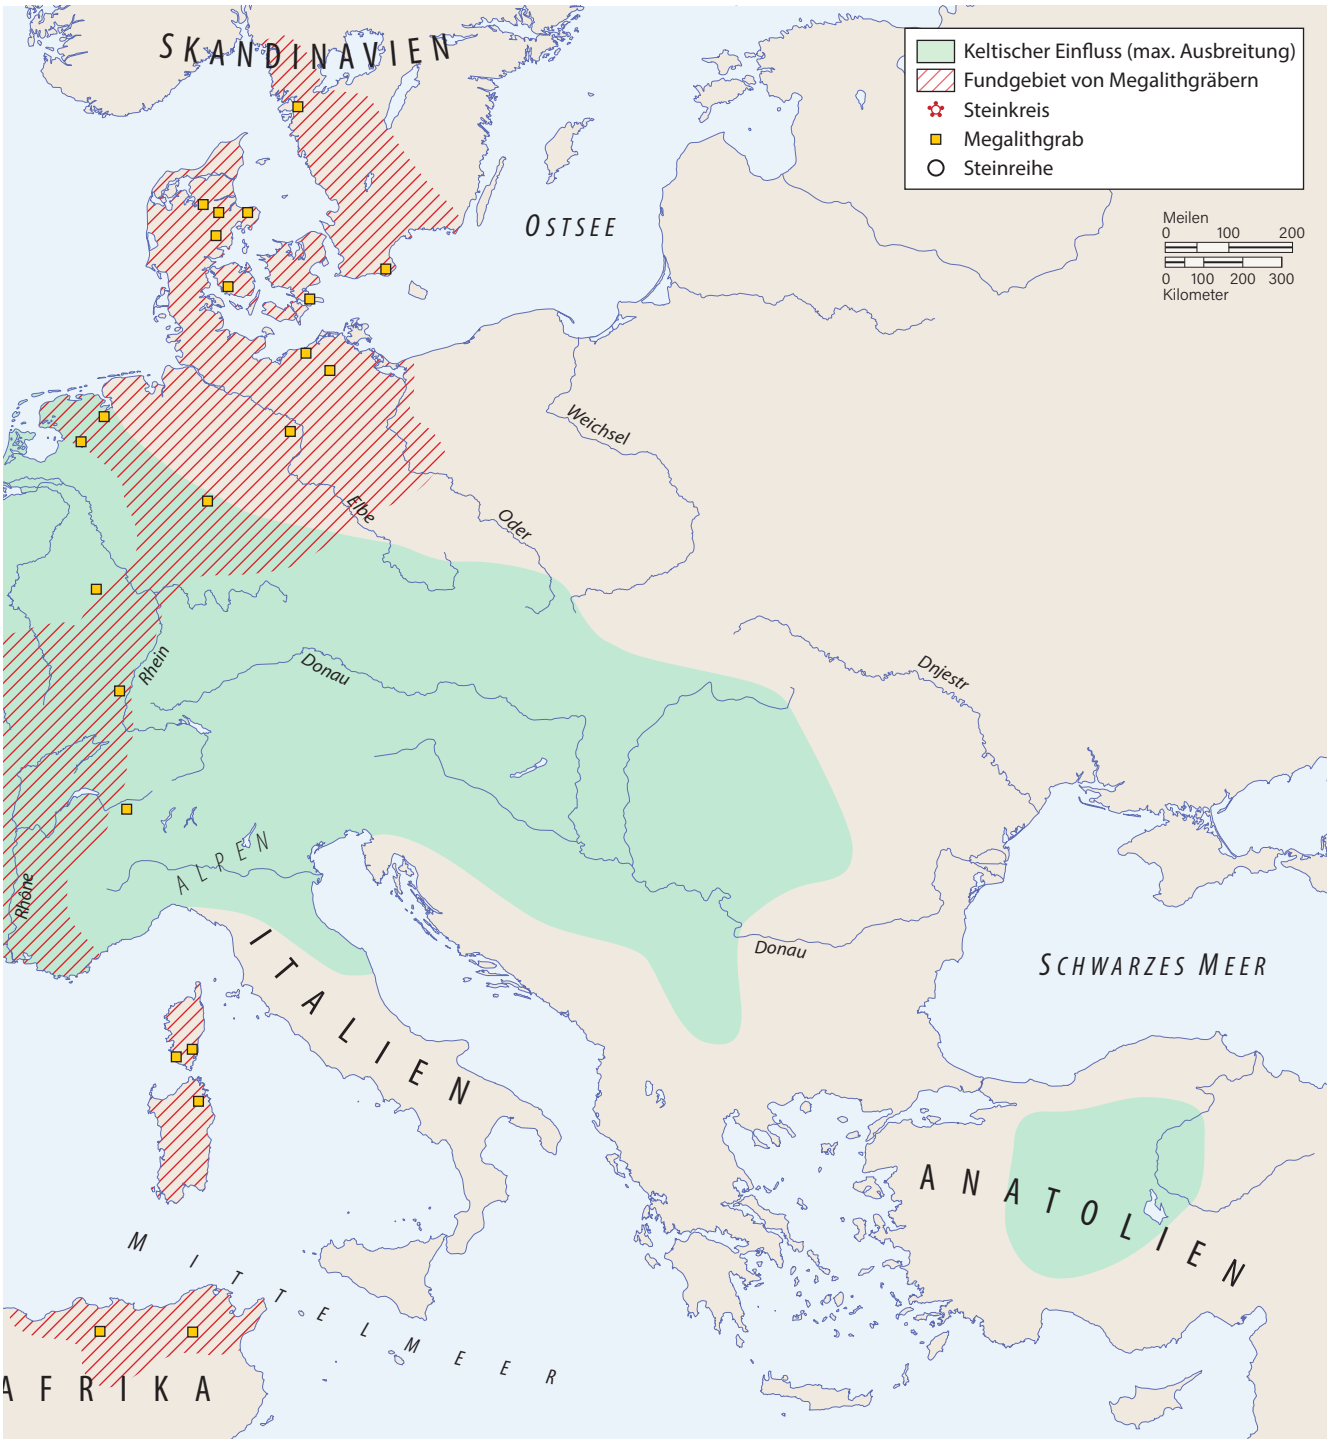 SKANDINAVIEN
Keltischer Einfluss (max. Ausbreitung)
Fundgebiet von Megalithgräbern
Steinkreis
Megalithgrab
Steinreihe
OSTSEE
Meilen
0 100 200
0 100 200 300
Kilometer
Weichsel
Elbe
Oder
Rhein
Donau
Dnjestr
ALPEN
Rhône
Donau
ITALIEN
SCHWARZES MEER
ANATOLIEN
MITTELMEER
AFRIKA